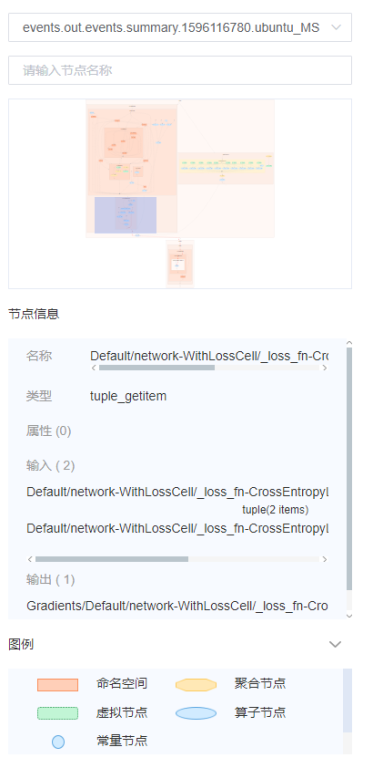 events.out.events.summary.1596116780.ubuntu_MS
请输入节点名称
节点信息
名称 Default/network-WithLossCell/_loss_fn-Cro
类型 tuple_getitem
属性 (0)
输入 ( 2)
Default/network-WithLossCell/_loss_fn-CrossEntropyL
tuple(2 items)
Default/network-WithLossCell/_loss_fn-CrossEntropyL
输出 ( 1)
Gradients/Default/network-WithLossCell/_loss_fn-Cro
图例
命名空间 聚合节点
虚拟节点 算子节点
常量节点